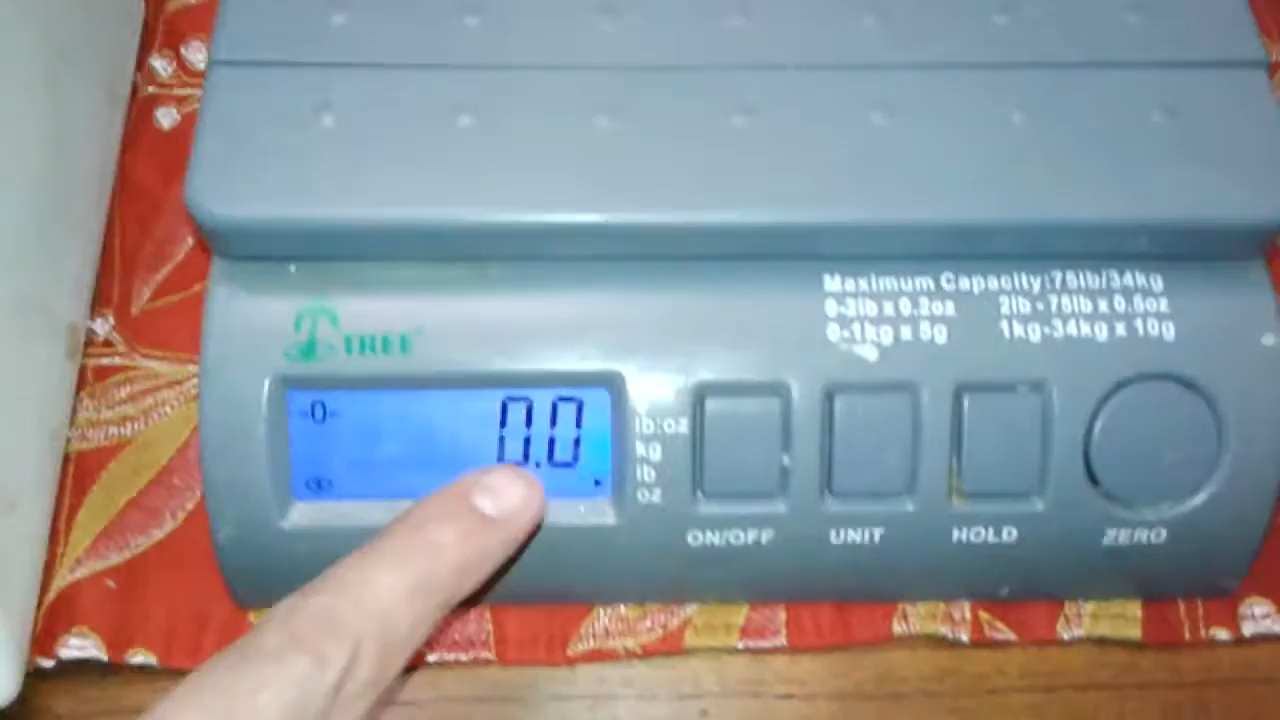 Maximum Capacity:75lb/34kg
0-2lb x 0.2oz 2lb - 75lb x 0.5oz
0-1kg x 5g 1kg-34kg x 10g
TREE
-0- 0.0
lb:oz
kg
lb
oz
ON/OFF UNIT HOLD ZERO